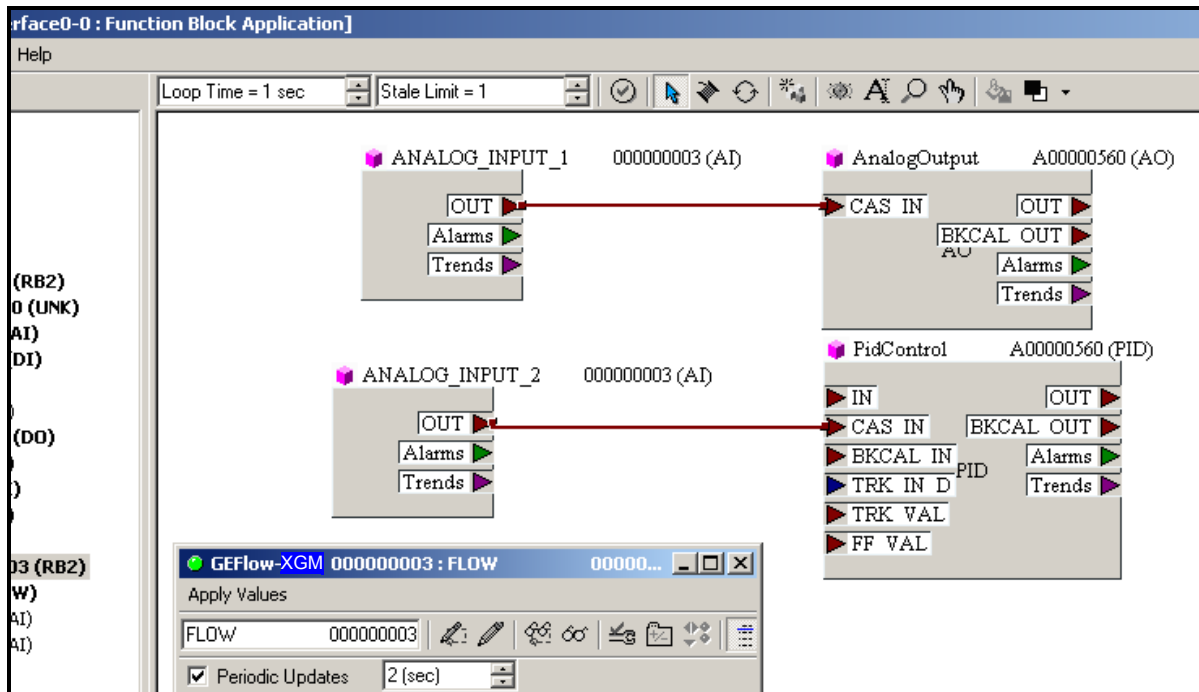 rface0-0 : Function Block Application]
Help
Loop Time = 1 sec
Stale Limit = 1
ANALOG_INPUT_1 000000003 (AI)
OUT
Alarms
Trends
AnalogOutput A00000560 (AO)
CAS IN
OUT
BKCAL OUT
AO
Alarms
Trends
ANALOG_INPUT_2 000000003 (AI)
OUT
Alarms
Trends
PidControl A00000560 (PID)
IN
OUT
CAS IN
BKCAL OUT
BKCAL IN
PID
Alarms
TRK IN D
Trends
TRK VAL
FF VAL
(RB2)
0 (UNK)
AI)
(DI)
)
(DO)
)
)
)
03 (RB2)
W)
AI)
AI)
GEFlow-XGM 000000003 : FLOW 00000...
Apply Values
FLOW 000000003
Periodic Updates 2 (sec)